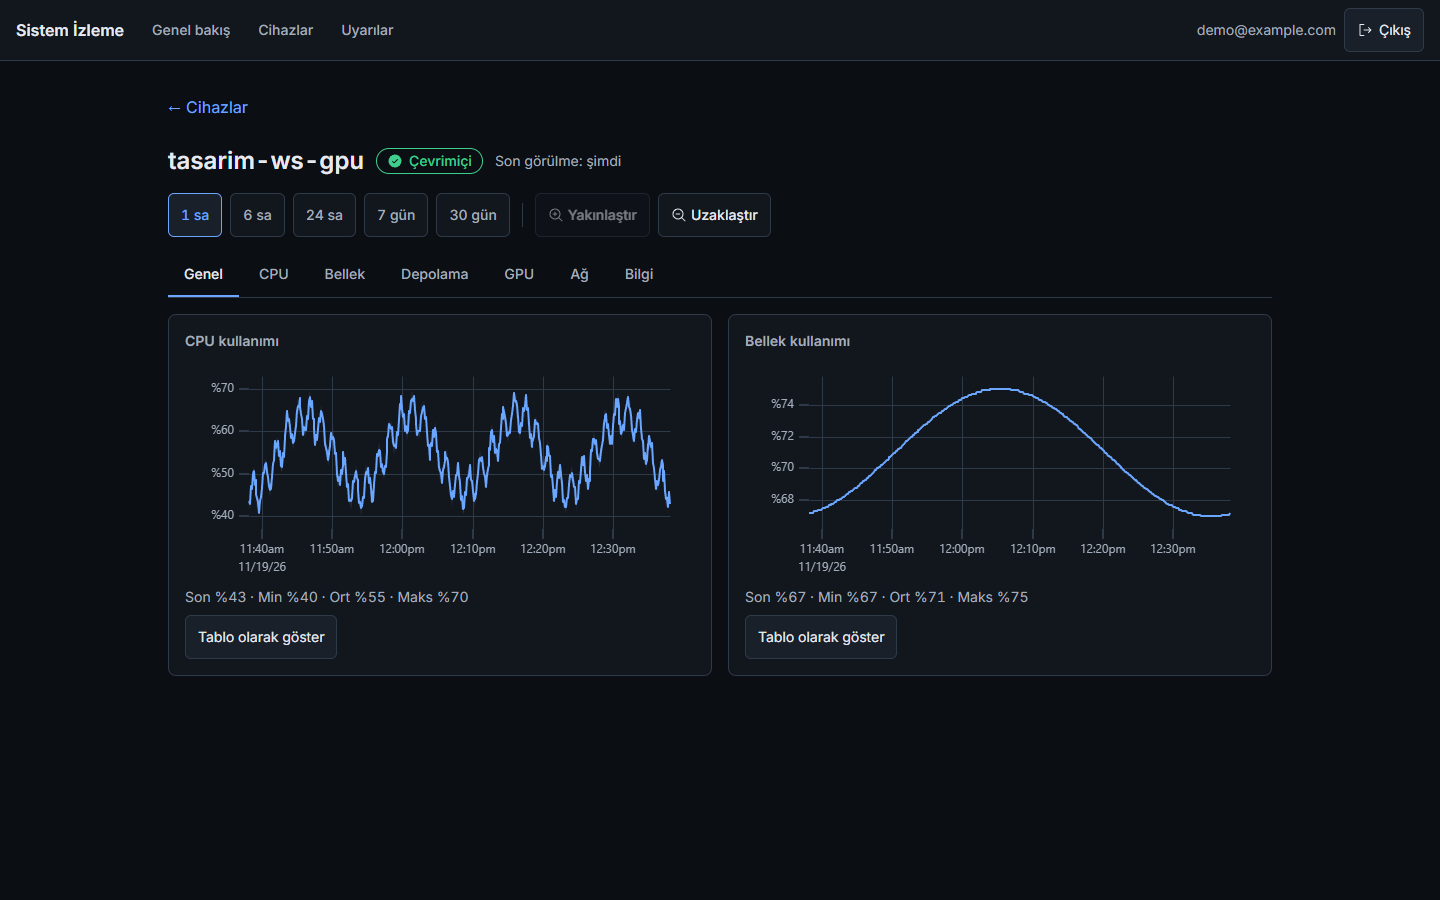 Sistem İzleme Genel bakış Cihazlar Uyarılar demo@example.com Çıkış
← Cihazlar
tasarim-ws-gpu Çevrimiçi Son görülme: şimdi
1 sa 6 sa 24 sa 7 gün 30 gün Yakınlaştır Uzaklaştır
Genel CPU Bellek Depolama GPU Ağ Bilgi
CPU kullanımı
%70
%60
%50
%40
11:40am 11:50am 12:00pm 12:10pm 12:20pm 12:30pm
11/19/26
Son %43 · Min %40 · Ort %55 · Maks %70
Tablo olarak göster
Bellek kullanımı
%74
%72
%70
%68
11:40am 11:50am 12:00pm 12:10pm 12:20pm 12:30pm
11/19/26
Son %67 · Min %67 · Ort %71 · Maks %75
Tablo olarak göster